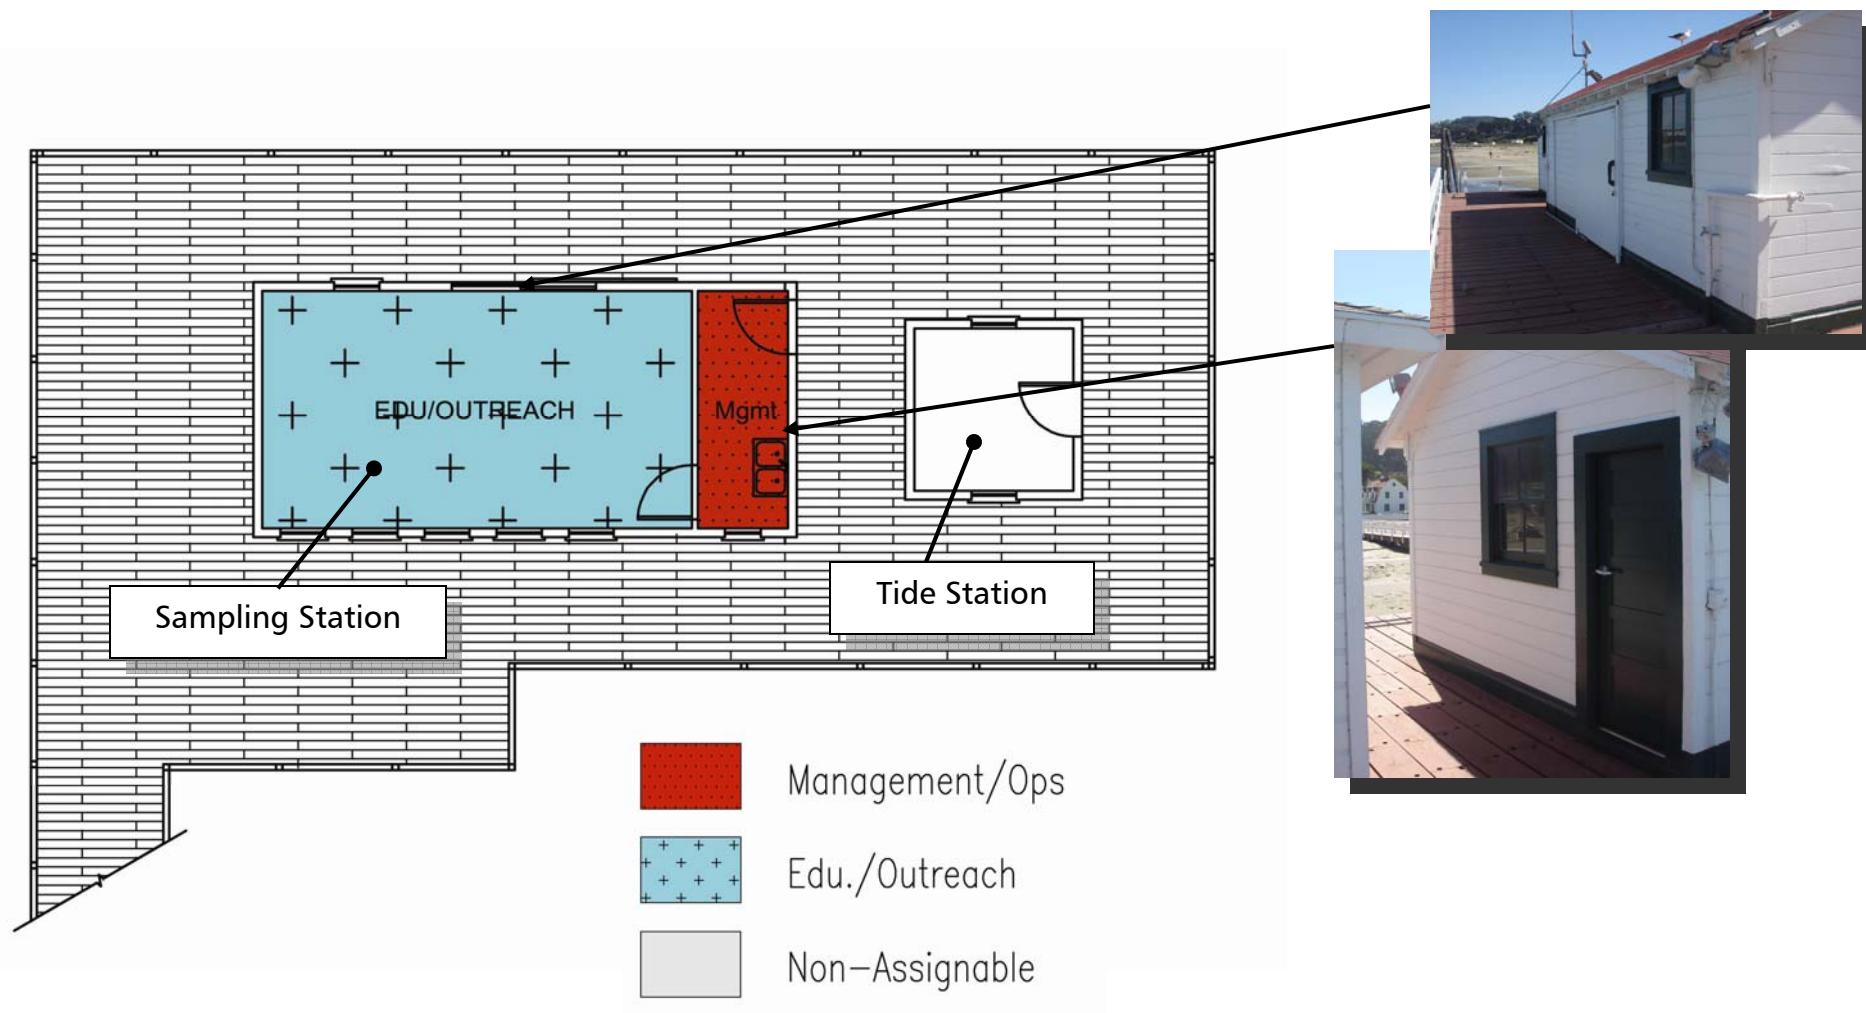 EDU/OUTREACH
Mgmt
Sampling Station
Tide Station
Management/Ops
Edu./Outreach
Non-Assignable